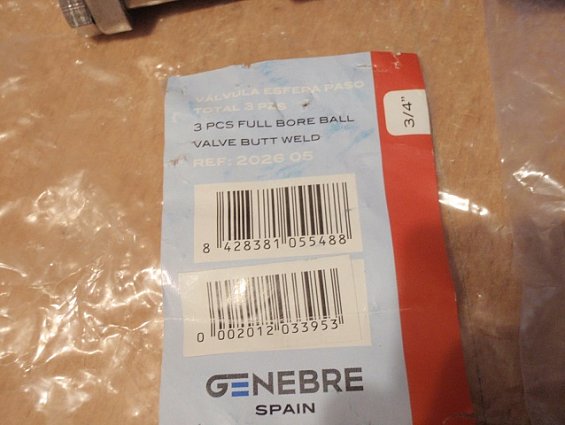 VÁLVULA ESFERA PASO
TOTAL 3 PZS
3/4"
3 PCS FULL BORE BALL
VALVE BUTT WELD
REF: 2026 05
8 428381 055488
0 002012 033953
GENEBRE
SPAIN